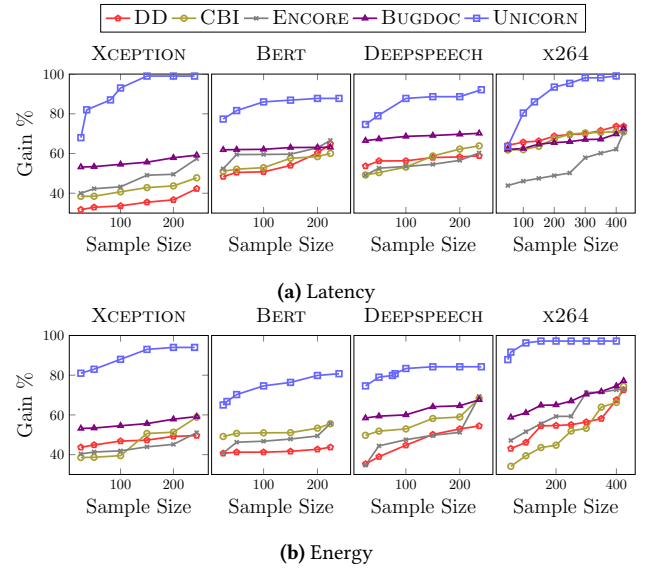 DD CBI ENCORE BUGDOC UNICORN
XCEPTION BERT DEEPSPEECH X264
Gain %
100
80
60
40
100 200 100 200 100 200 100 200 300 400
Sample Size Sample Size Sample Size Sample Size
(a) Latency
XCEPTION BERT DEEPSPEECH X264
Gain %
100
80
60
40
100 200 100 200 100 200 200 400
Sample Size Sample Size Sample Size Sample Size
(b) Energy